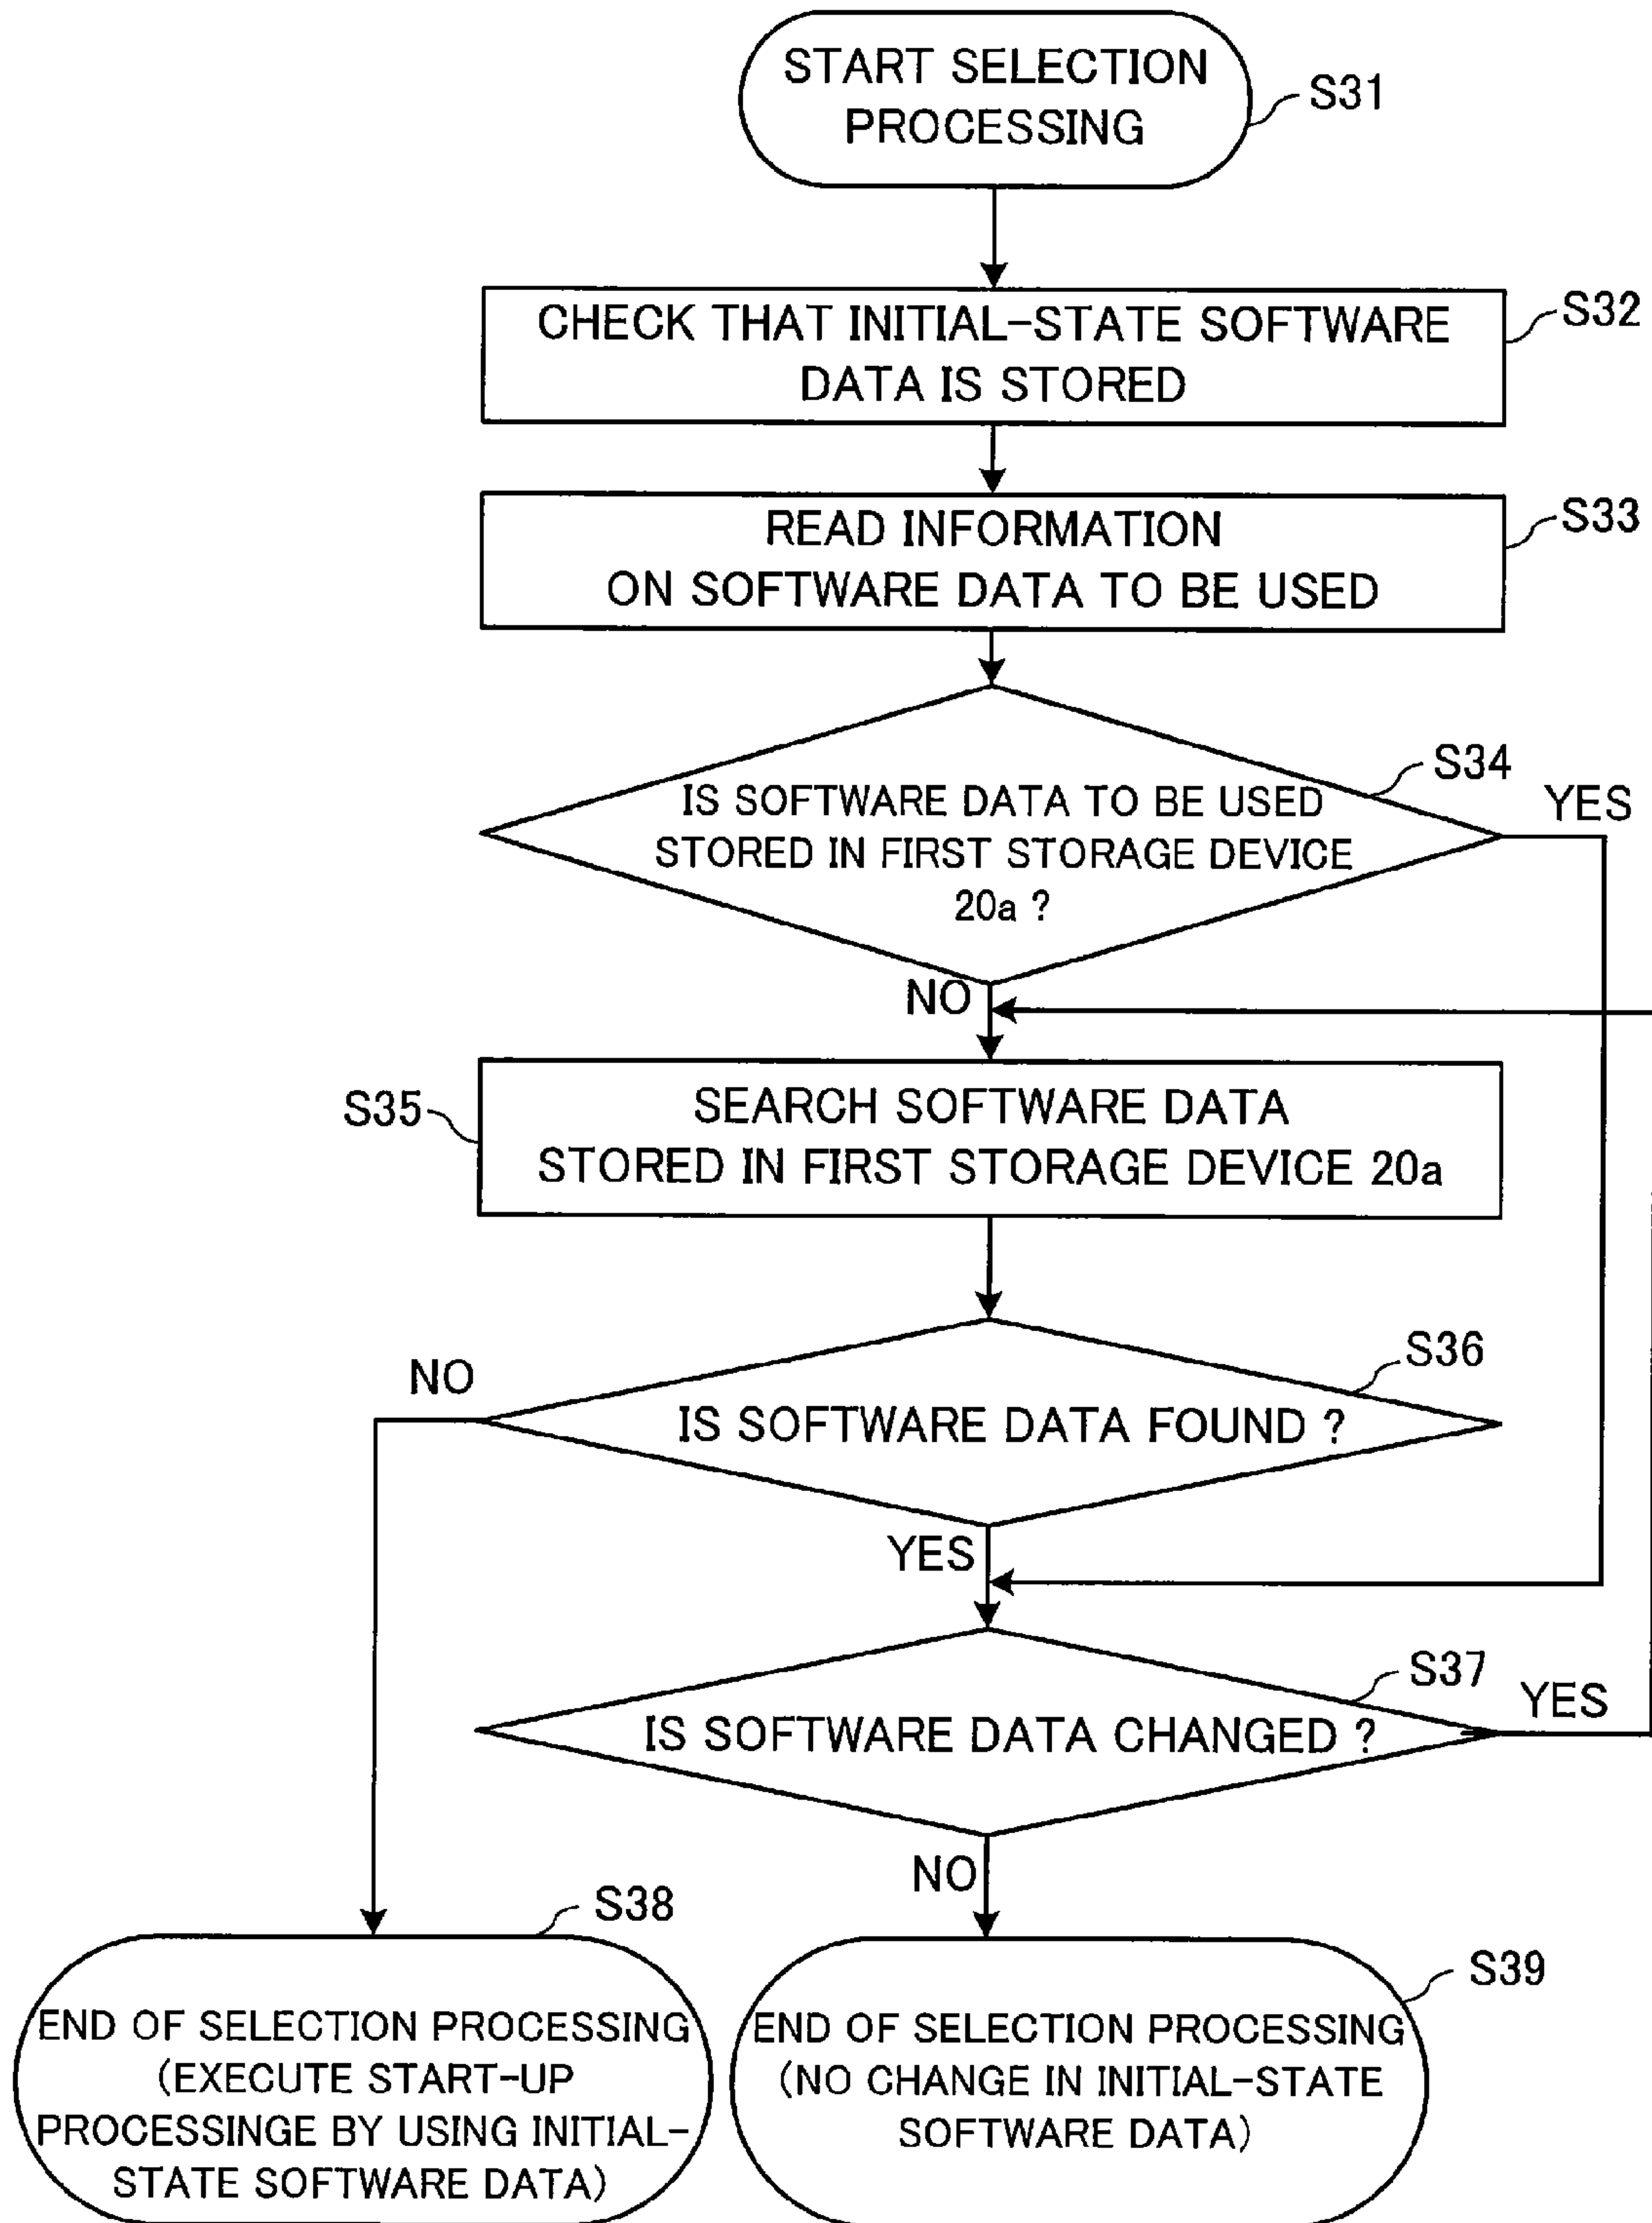 START SELECTION
PROCESSING
S31
CHECK THAT INITIAL-STATE SOFTWARE
DATA IS STORED
S32
READ INFORMATION
ON SOFTWARE DATA TO BE USED
S33
IS SOFTWARE DATA TO BE USED
STORED IN FIRST STORAGE DEVICE
20a ?
S34
YES
NO
S35
SEARCH SOFTWARE DATA
STORED IN FIRST STORAGE DEVICE 20a
NO
IS SOFTWARE DATA FOUND ?
S36
YES
IS SOFTWARE DATA CHANGED ?
S37
YES
NO
S38
END OF SELECTION PROCESSING
(EXECUTE START-UP
PROCESSINGE BY USING INITIAL-
STATE SOFTWARE DATA)
S39
END OF SELECTION PROCESSING
(NO CHANGE IN INITIAL-STATE
SOFTWARE DATA)